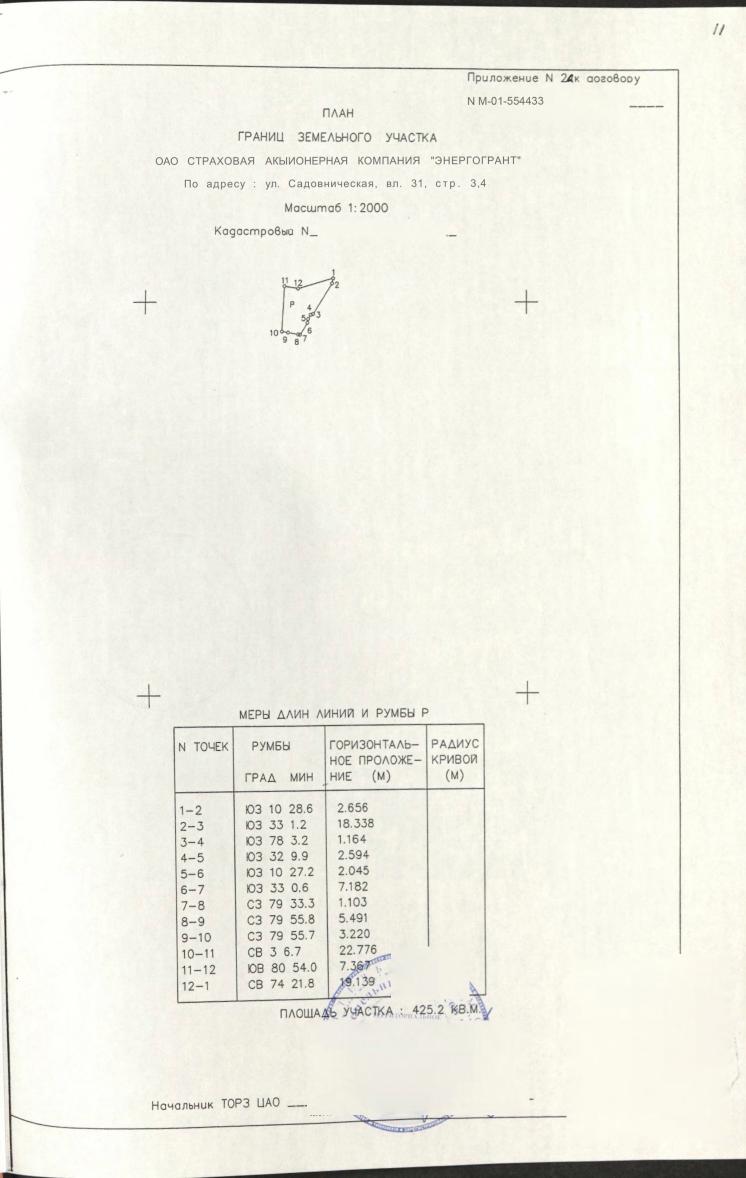 11
Приложение N 2 к договору
N М-01-554433
ПЛАН
ГРАНИЦ ЗЕМЕЛЬНОГО УЧАСТКА
ОАО СТРАХОВАЯ АКЫИОНЕРНАЯ КОМПАНИЯ "ЭНЕРГОГРАНТ"
По адресу : ул. Садовническая, вл. 31, стр. 3,4
Масштаб 1:2000
Кадастровый N_
11 12 1
2
Р
4
5 3
10 6
9 8 7
МЕРЫ ДЛИН ЛИНИЙ И РУМБЫ Р
N ТОЧЕК РУМБЫ ГОРИЗОНТАЛЬ- РАДИУС
НОЕ ПРОЛОЖЕ- КРИВОЙ
ГРАД МИН НИЕ (М) (М)
1-2 ЮЗ 10 28.6 2.656
2-3 ЮЗ 33 1.2 18.338
3-4 ЮЗ 78 3.2 1.164
4-5 ЮЗ 32 9.9 2.594
5-6 ЮЗ 10 27.2 2.045
6-7 ЮЗ 33 0.6 7.182
7-8 СЗ 79 33.3 1.103
8-9 СЗ 79 55.8 5.491
9-10 СЗ 79 55.7 3.220
10-11 СВ 3 6.7 22.776
11-12 ЮВ 80 54.0 7.367
12-1 СВ 74 21.8 19.139
ПЛОЩАДЬ УЧАСТКА : 425.2 КВ.М.
Начальник ТОРЗ ЦАО